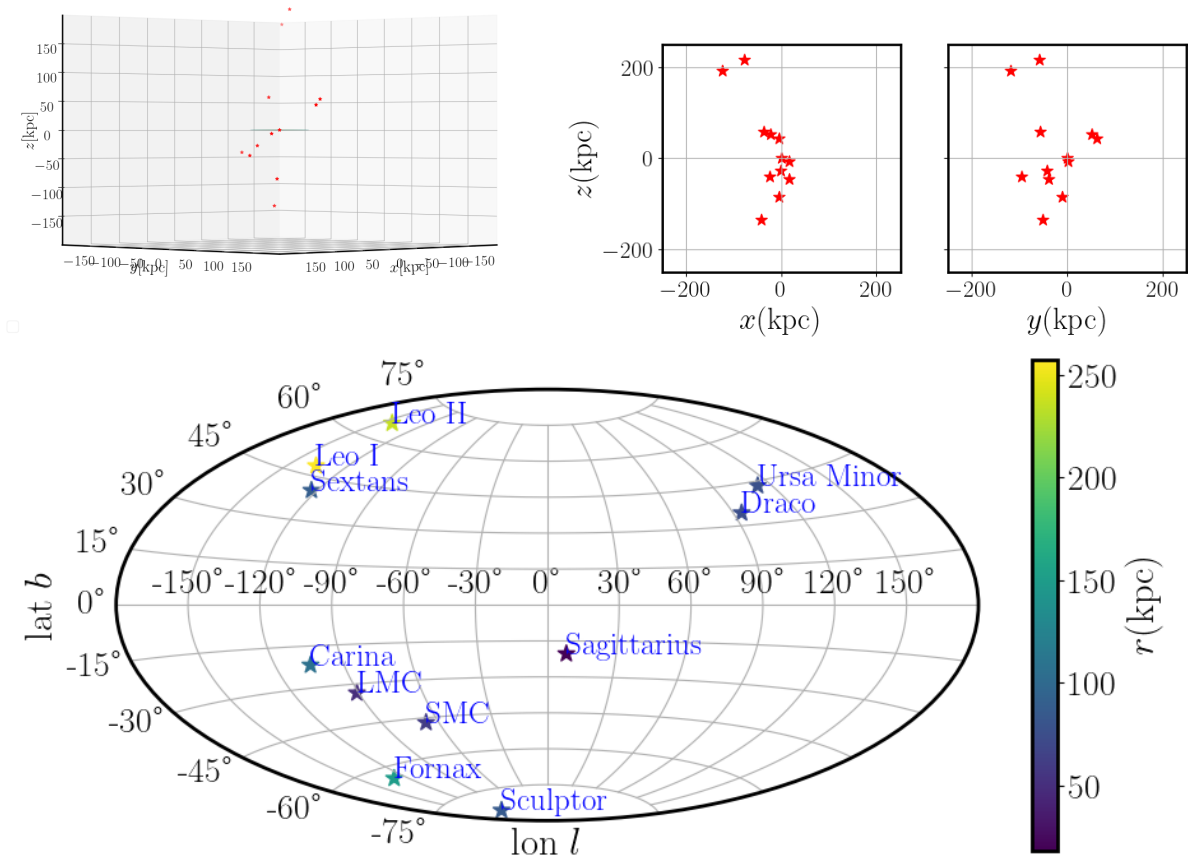 150
100
50
0
−50
−100
−150
z[kpc]
−150 −100 −50 0 50 100 150
y[kpc]
150 100 50 0 −50 −100 −150
x[kpc]
200
0
−200
z(kpc)
−200 0 200
x(kpc)
−200 0 200
y(kpc)
75°
60°
45°
30°
15°
0°
-15°
-30°
-45°
-60°
-75°
lat b
Leo II
Leo I
Sextans
Ursa Minor
Draco
-150° -120° -90° -60° -30° 0° 30° 60° 90° 120° 150°
Sagittarius
Carina
LMC
SMC
Fornax
Sculptor
lon l
250
200
150
100
50
r(kpc)